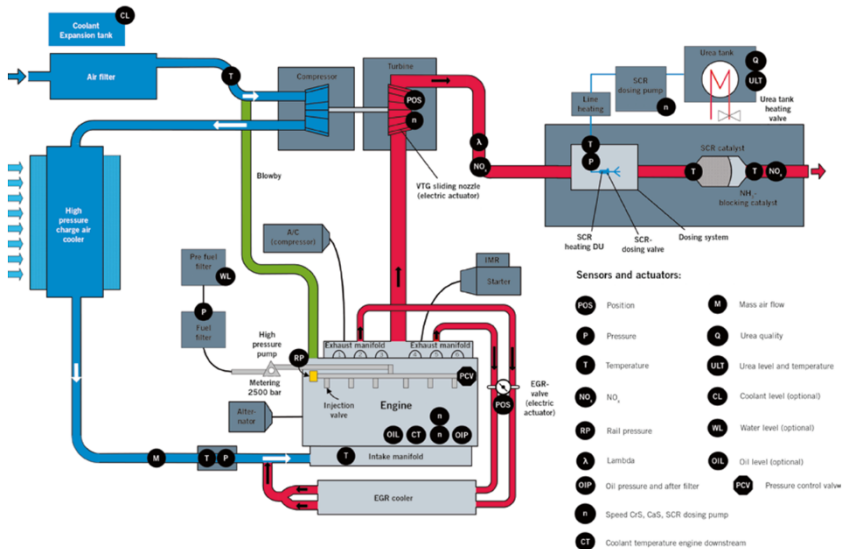 Coolant
Expansion tank
CL
Air filter
T
Compressor
Turbine
POS
n
VTG sliding nozzle
(electric actuator)
λ
NOx
Line
heating
SCR
dosing pump
n
Urea tank
M
Q
ULT
Urea tank
heating
valve
T
P
SCR catalyst
T
T
NOx
NH3-
blocking catalyst
SCR
heating DU
SCR-
dosing valve
Dosing system
High
pressure
charge air
cooler
Blowby
A/C
(compressor)
IMR
Starter
Pre fuel
filter
WL
P
Fuel
filter
High
pressure
pump
Metering
2500 bar
RP
Exhaust manifold
Exhaust manifold
PCV
Injection
valve
Engine
Alter-
nator
n
OIL
CT
n
OIP
EGR-
valve
(electric
actuator)
POS
M
T
P
T
Intake manifold
EGR cooler
Sensors and actuators:
POS Position
P Pressure
T Temperature
NOx NOx
RP Rail pressure
λ Lambda
OIP Oil pressure and after filter
n Speed CrS, CaS, SCR dosing pump
CT Coolant temperature engine downstream
M Mass air flow
Q Urea quality
ULT Urea level and temperature
CL Coolant level (optional)
WL Water level (optional)
OIL Oil level (optional)
PCV Pressure control valve